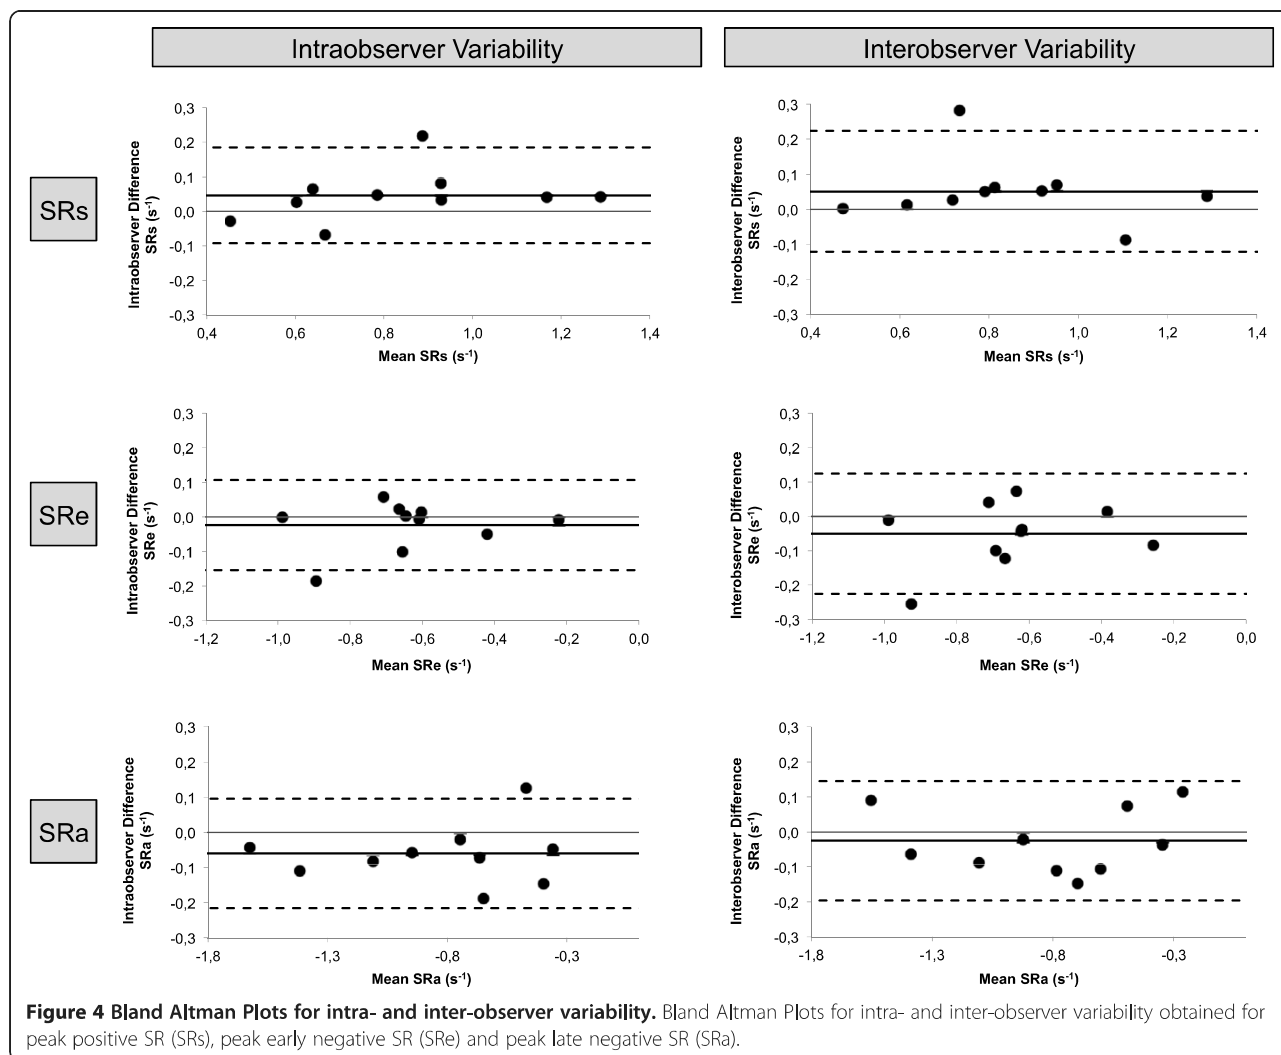 Intraobserver Variability
Interobserver Variability
SRs
Intraobserver Difference
SRs (s-1)
0,3
0,2
0,1
0,0
-0,1
-0,2
-0,3
0,4 0,6 0,8 1,0 1,2 1,4
Mean SRs (s-1)
Interobserver Difference
SRs (s-1)
0,3
0,2
0,1
0,0
-0,1
-0,2
-0,3
0,4 0,6 0,8 1,0 1,2 1,4
Mean SRs (s-1)
SRe
Intraobserver Difference
SRe (s-1)
0,3
0,2
0,1
0,0
-0,1
-0,2
-0,3
-1,2 -1,0 -0,8 -0,6 -0,4 -0,2 0,0
Mean SRe (s-1)
Interobserver Difference
SRe (s-1)
0,3
0,2
0,1
0,0
-0,1
-0,2
-0,3
-1,2 -1,0 -0,8 -0,6 -0,4 -0,2 0,0
Mean SRe (s-1)
SRa
Intraobserver Difference
SRa (s-1)
0,3
0,2
0,1
0,0
-0,1
-0,2
-0,3
-1,8 -1,3 -0,8 -0,3
Mean SRa (s-1)
Interobserver Difference
SRa (s-1)
0,3
0,2
0,1
0,0
-0,1
-0,2
-0,3
-1,8 -1,3 -0,8 -0,3
Mean SRa (s-1)
Figure 4 Bland Altman Plots for intra- and inter-observer variability. Bland Altman Plots for intra- and inter-observer variability obtained for
peak positive SR (SRs), peak early negative SR (SRe) and peak late negative SR (SRa).